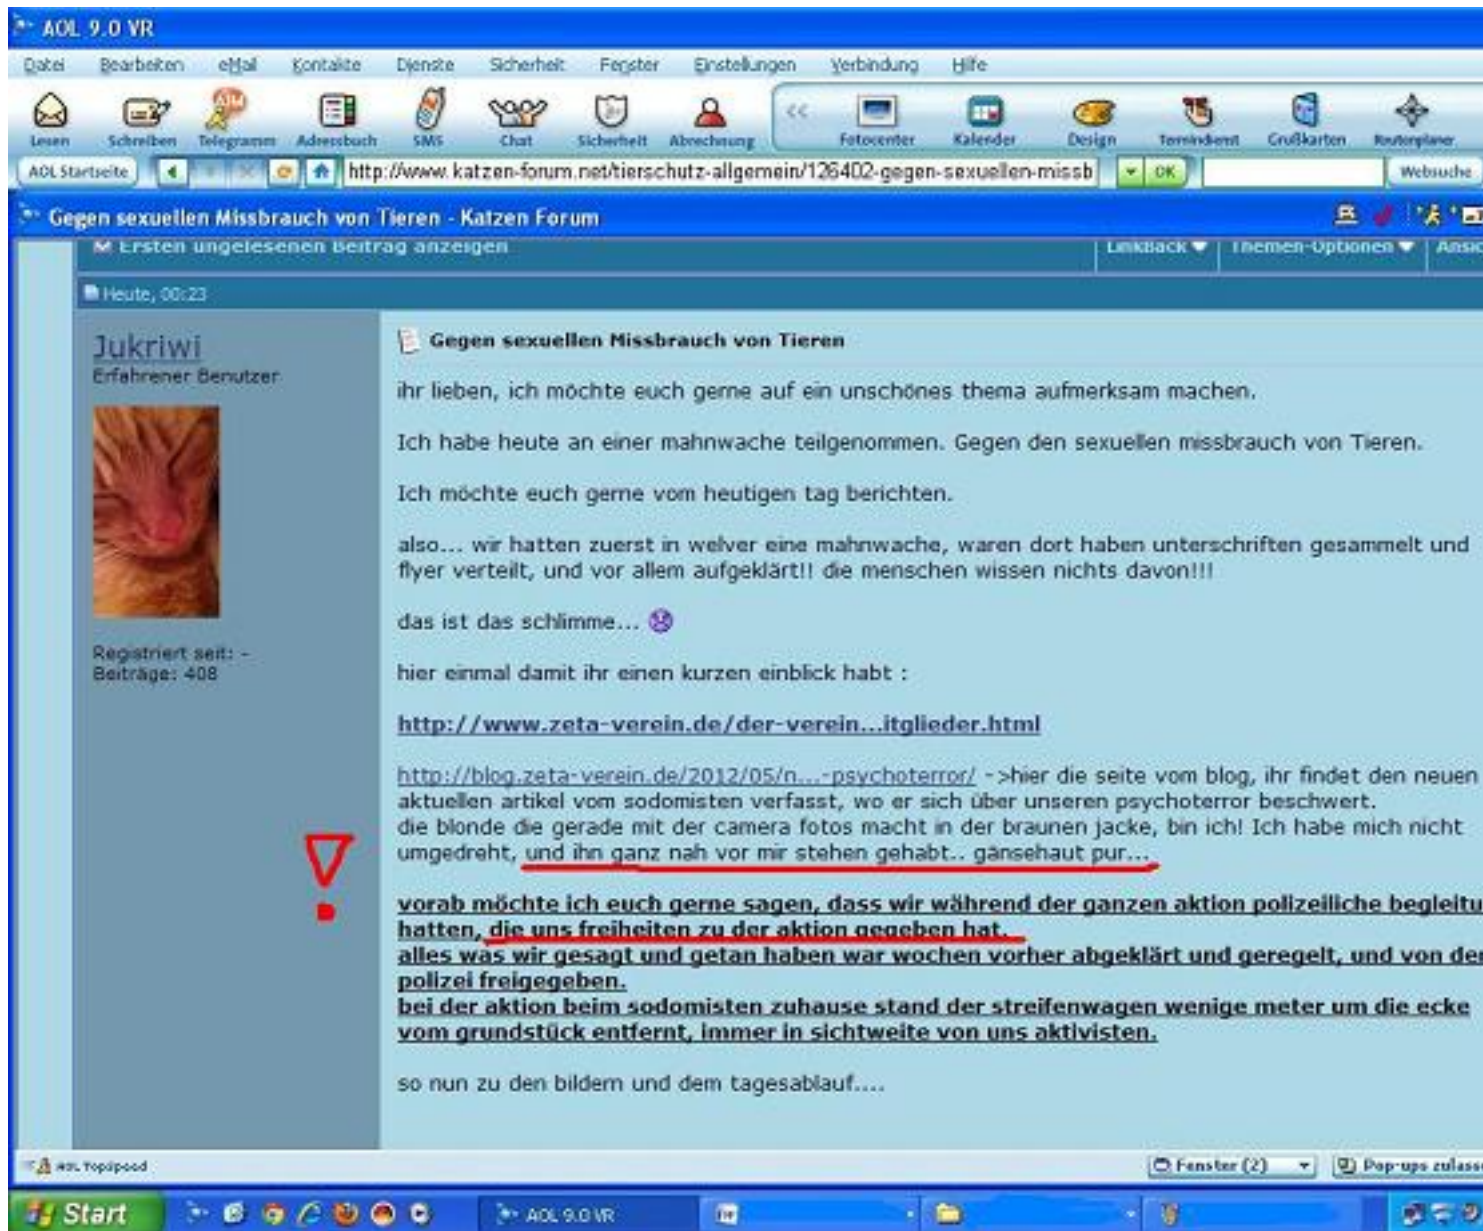 AOL 9.0 VR
Datei Bearbeiten eMail Kontakte Dienste Sicherheit Fenster Einstellungen Verbindung Hilfe
Lesen Schreiben Telegramm Adressbuch SMS Chat Sicherheit Abrechnung << Fotocenter Kalender Design Termindienst Grußkarten Routenplaner
AOL Startseite http://www.katzen-forum.net/tierschutz-allgemein/126402-gegen-sexuellen-missb OK Websuche
Gegen sexuellen Missbrauch von Tieren - Katzen Forum
Ersten ungelesenen Beitrag anzeigen LinkBack Themen-Optionen Ansic
Heute, 00:23
Jukriwi
Erfahrener Benutzer
Registriert seit: -
Beiträge: 408
Gegen sexuellen Missbrauch von Tieren
ihr lieben, ich möchte euch gerne auf ein unschönes thema aufmerksam machen.
Ich habe heute an einer mahnwache teilgenommen. Gegen den sexuellen missbrauch von Tieren.
Ich möchte euch gerne vom heutigen tag berichten.
also... wir hatten zuerst in welver eine mahnwache, waren dort haben unterschriften gesammelt und
flyer verteilt, und vor allem aufgeklärt!! die menschen wissen nichts davon!!!
das ist das schlimme...
hier einmal damit ihr einen kurzen einblick habt :
http://www.zeta-verein.de/der-verein...itglieder.html
http://blog.zeta-verein.de/2012/05/n...-psychoterror/ ->hier die seite vom blog, ihr findet den neuen
aktuellen artikel vom sodomisten verfasst, wo er sich über unseren psychoterror beschwert.
die blonde die gerade mit der camera fotos macht in der braunen jacke, bin ich! Ich habe mich nicht
umgedreht, und ihn ganz nah vor mir stehen gehabt.. gänsehaut pur...
!
vorab möchte ich euch gerne sagen, dass wir während der ganzen aktion polizeiliche begleitu
hatten, die uns freiheiten zu der aktion gegeben hat.
alles was wir gesagt und getan haben war wochen vorher abgeklärt und geregelt, und von der
polizei freigegeben.
bei der aktion beim sodomisten zuhause stand der streifenwagen wenige meter um die ecke
vom grundstück entfernt, immer in sichtweite von uns aktivisten.
so nun zu den bildern und dem tagesablauf....
AOL TopSpeed Fenster (2) Pop-ups zulasse
Start AOL 9.0 VR